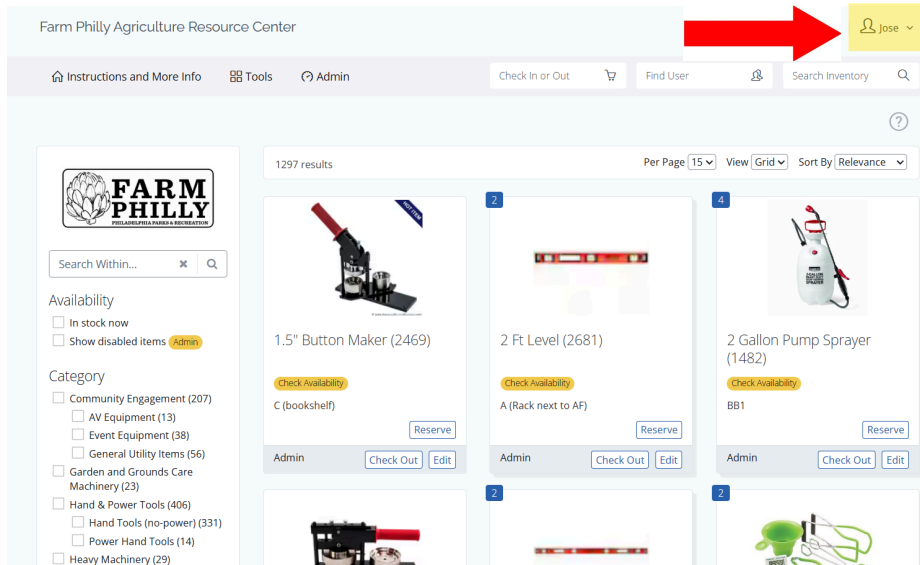 Farm Philly Agriculture Resource Center
Jose
Instructions and More Info Tools Admin Check In or Out Find User Search Inventory
?
FARM
PHILLY
PHILADELPHIA PARKS & RECREATION
Search Within...
Availability
In stock now
Show disabled items Admin
Category
Community Engagement (207)
AV Equipment (13)
Event Equipment (38)
General Utility Items (56)
Garden and Grounds Care
Machinery (23)
Hand & Power Tools (406)
Hand Tools (no-power) (331)
Power Hand Tools (14)
Heavy Machinery (29)
1297 results Per Page 15 View Grid Sort By Relevance
HOT ITEM
1.5" Button Maker (2469)
Check Availability
C (bookshelf)
Reserve
Admin Check Out Edit
2
2 Ft Level (2681)
Check Availability
A (Rack next to AF)
Reserve
Admin Check Out Edit
4
2 Gallon Pump Sprayer
(1482)
Check Availability
BB1
Reserve
Admin Check Out Edit
2
2